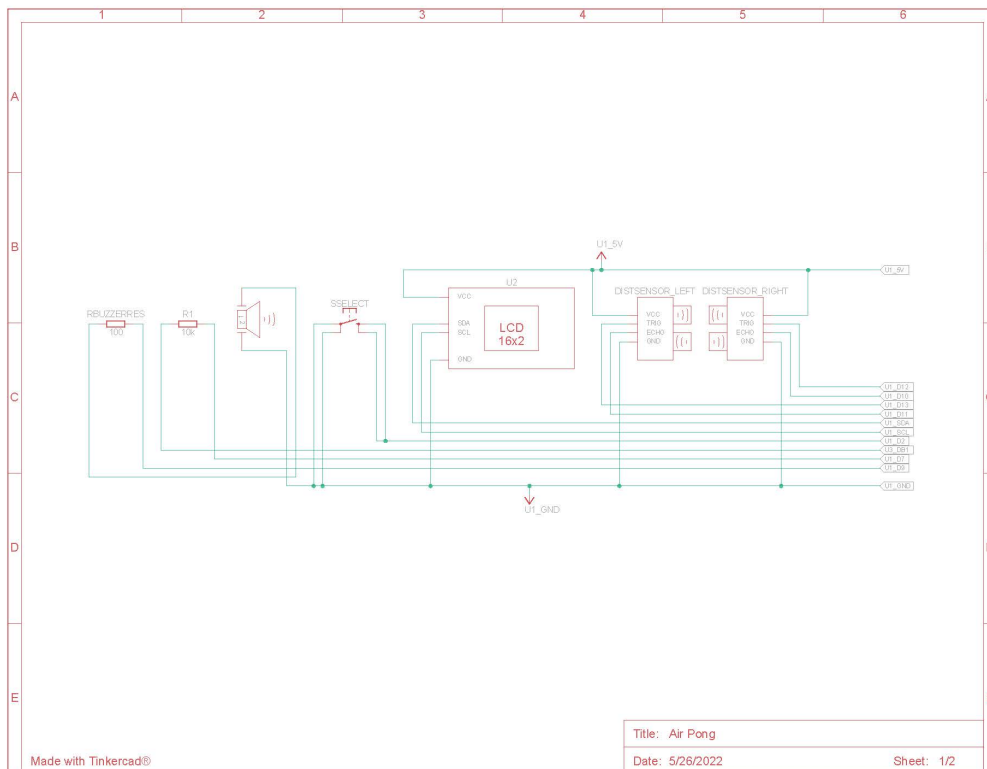 1 2 3 4 5 6
A
B
C
D
E
U1_5V
U1_5V
U2
VCC
SDA
SCL
GND
LCD
16x2
DISTSENSOR_LEFT
VCC
TRIG
ECHO
GND
DISTSENSOR_RIGHT
VCC
TRIG
ECHO
GND
RBUZZERRES
100
R1
10k
SSELECT
U1_D12
U1_D10
U1_D13
U1_D11
U1_SDA
U1_SCL
U1_D2
U3_DB1
U1_D7
U1_D9
U1_GND
U1_GND
Title: Air Pong
Made with Tinkercad®
Date: 5/26/2022 Sheet: 1/2